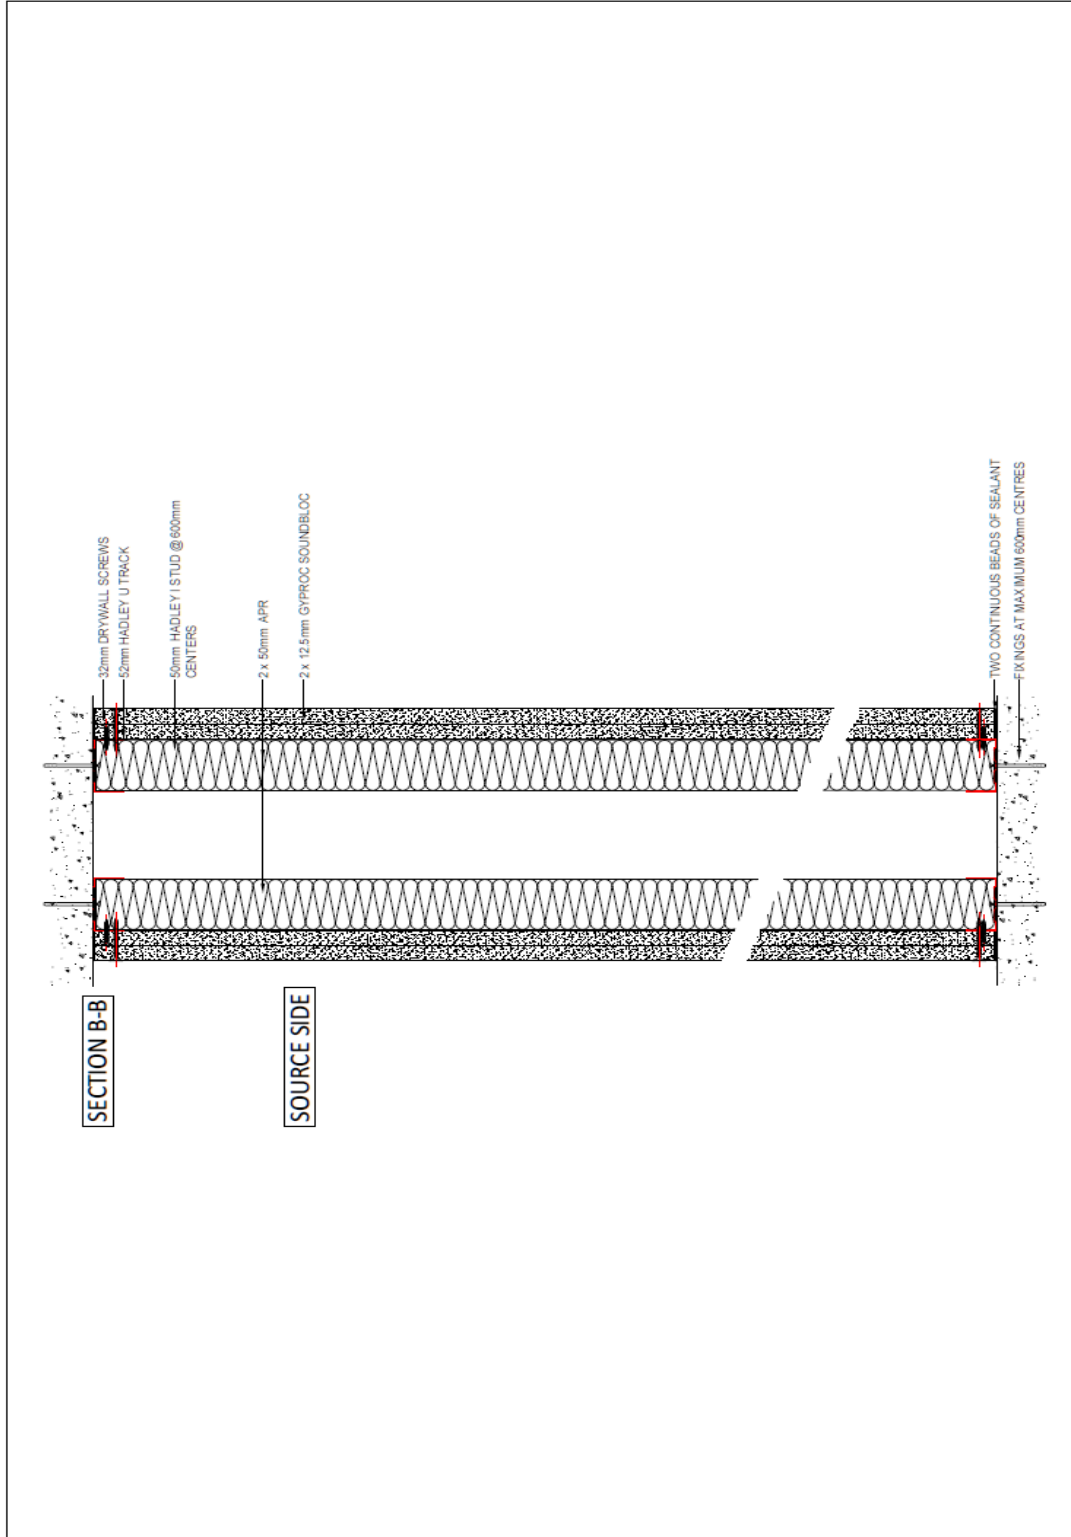 SECTION B-B
SOURCE SIDE
32mm DRYWALL SCREWS
52mm HADLEY U TRACK
50mm HADLEY I STUD @ 600mm
CENTERS
2 x 50mm APR
2 x 12.5mm GYPROC SOUNDBLOC
TWO CONTINUOUS BEADS OF SEALANT
FIXINGS AT MAXIMUM 600mm CENTRES